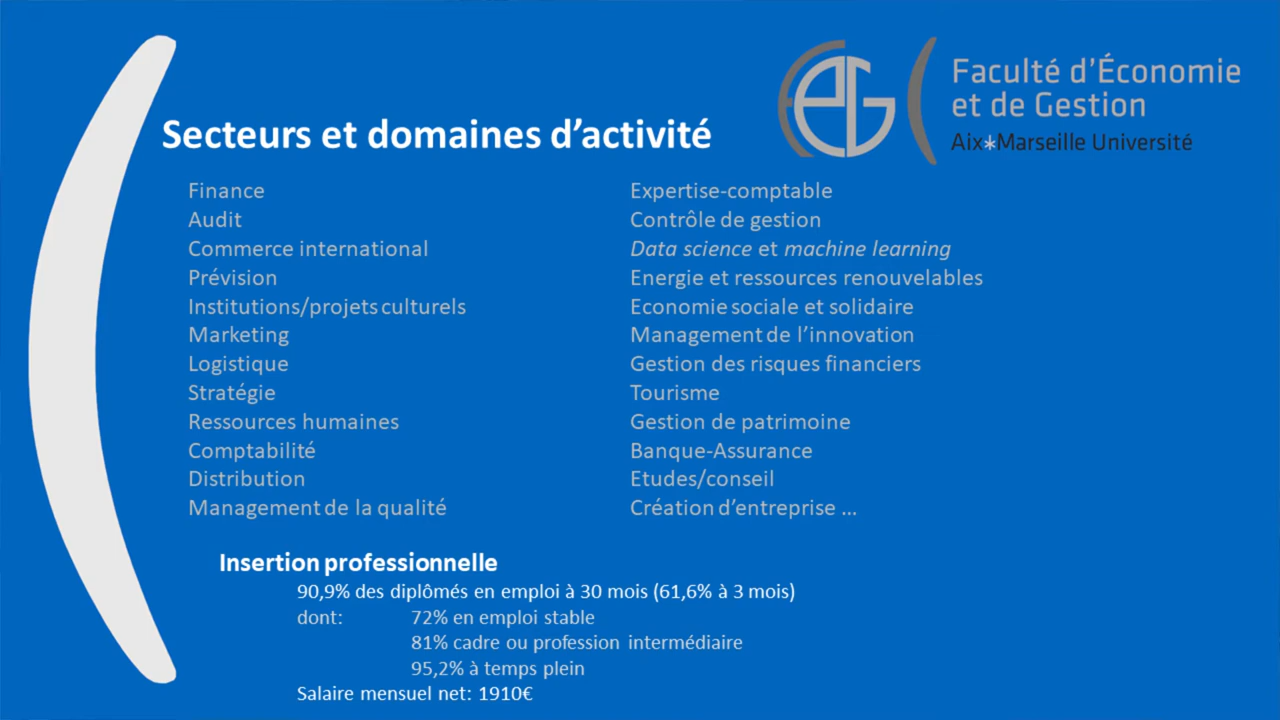 FEG
Faculté d'Économie
et de Gestion
Aix*Marseille Université
Secteurs et domaines d'activité
Finance
Audit
Commerce international
Prévision
Institutions/projets culturels
Marketing
Logistique
Stratégie
Ressources humaines
Comptabilité
Distribution
Management de la qualité
Expertise-comptable
Contrôle de gestion
Data science et machine learning
Energie et ressources renouvelables
Economie sociale et solidaire
Management de l'innovation
Gestion des risques financiers
Tourisme
Gestion de patrimoine
Banque-Assurance
Etudes/conseil
Création d'entreprise ...
Insertion professionnelle
90,9% des diplômés en emploi à 30 mois (61,6% à 3 mois)
dont: 72% en emploi stable
81% cadre ou profession intermédiaire
95,2% à temps plein
Salaire mensuel net: 1910€